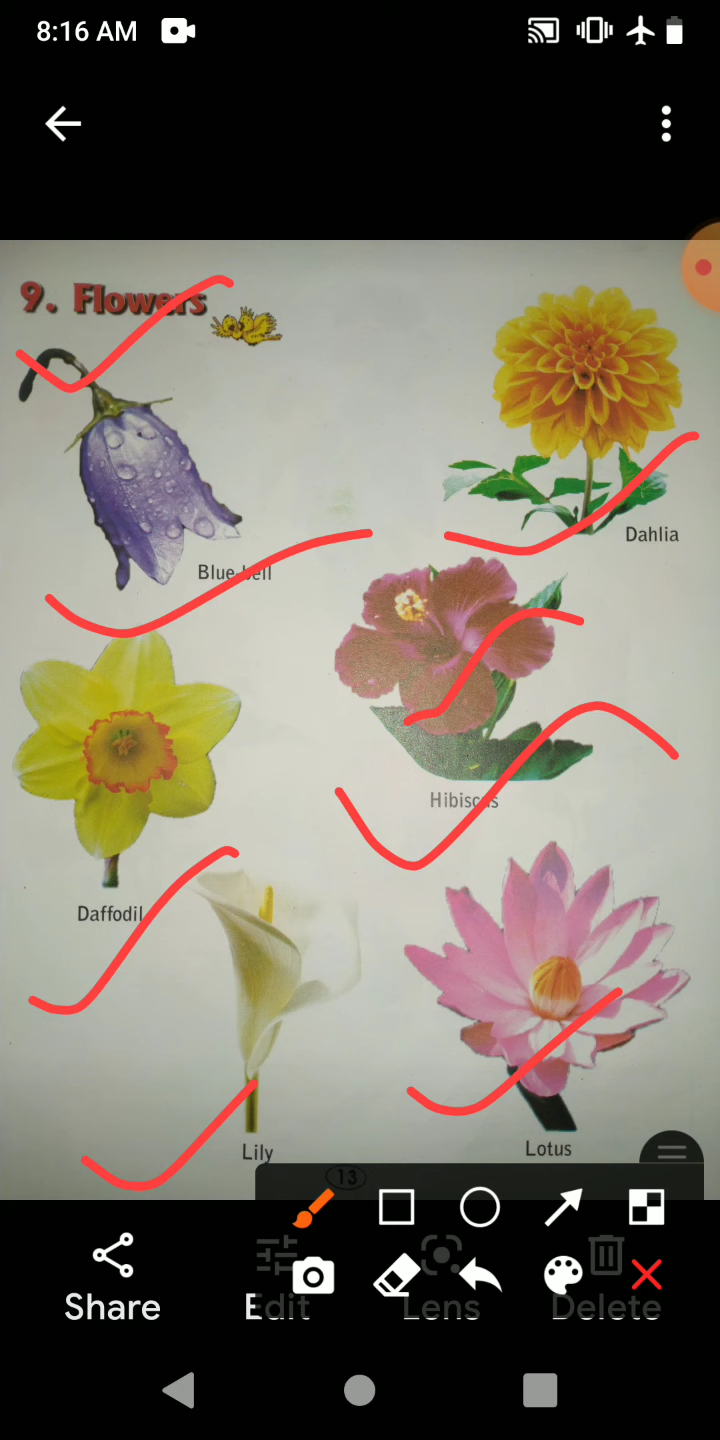 8:16 AM
9. Flowers
Dahlia
Blue-bell
Hibiscus
Daffodil
Lily
Lotus
13
Share
Edit
Lens
Delete